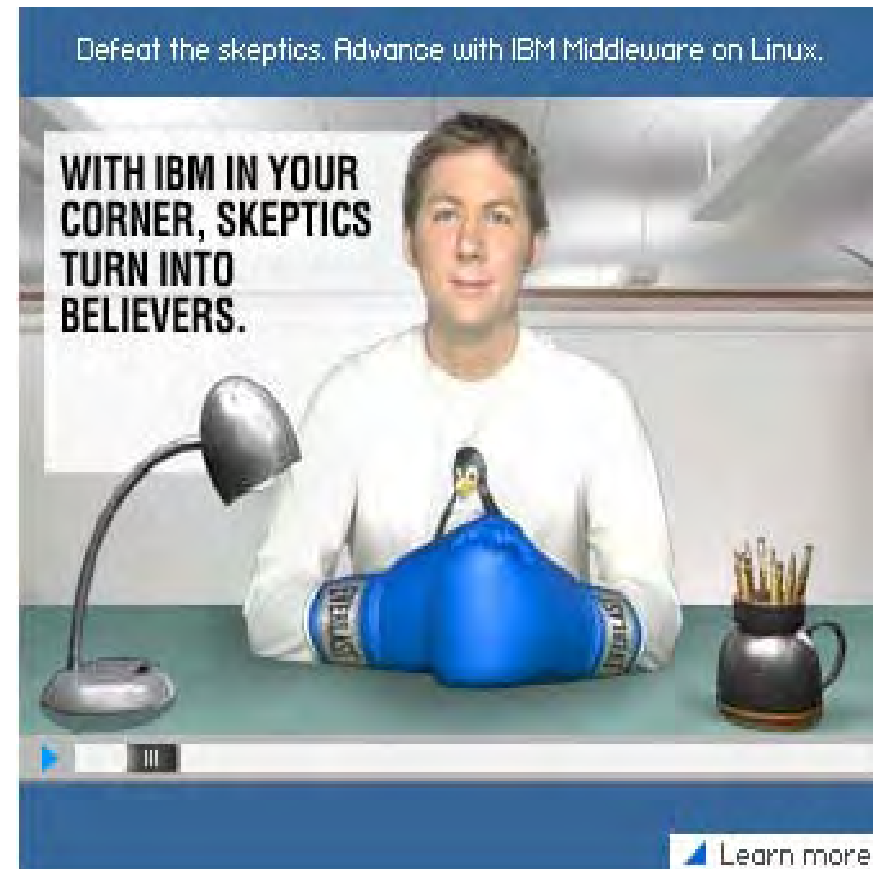 Defeat the skeptics. Advance with IBM Middleware on Linux.
WITH IBM IN YOUR
CORNER, SKEPTICS
TURN INTO
BELIEVERS.
EVERLAST
Learn more